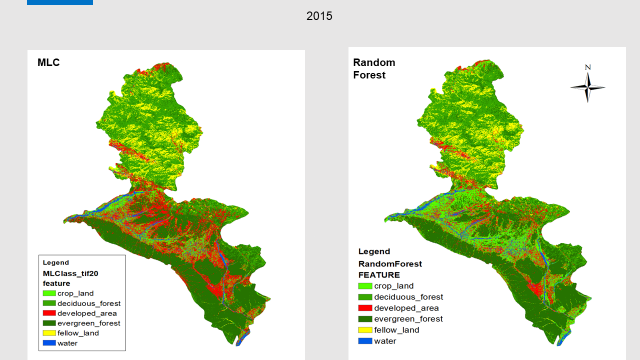 2015
MLC
Legend
MLClass_tif20
feature
crop_land
deciduous_forest
developed_area
evergreen_forest
fellow_land
water
Random
Forest
N
Legend
RandomForest
FEATURE
crop_land
deciduous_forest
developed_area
evergreen_forest
fellow_land
water